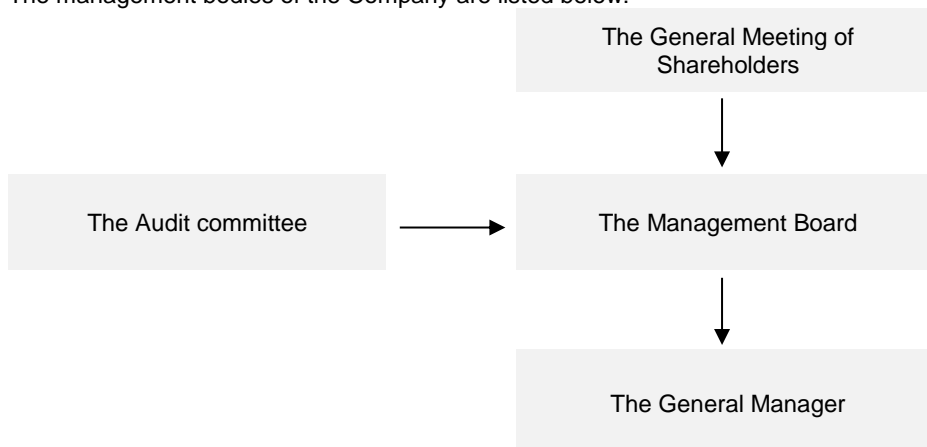 The management bodies of the Company are listed below.
The General Meeting of
Shareholders
The Audit committee
The Management Board
The General Manager